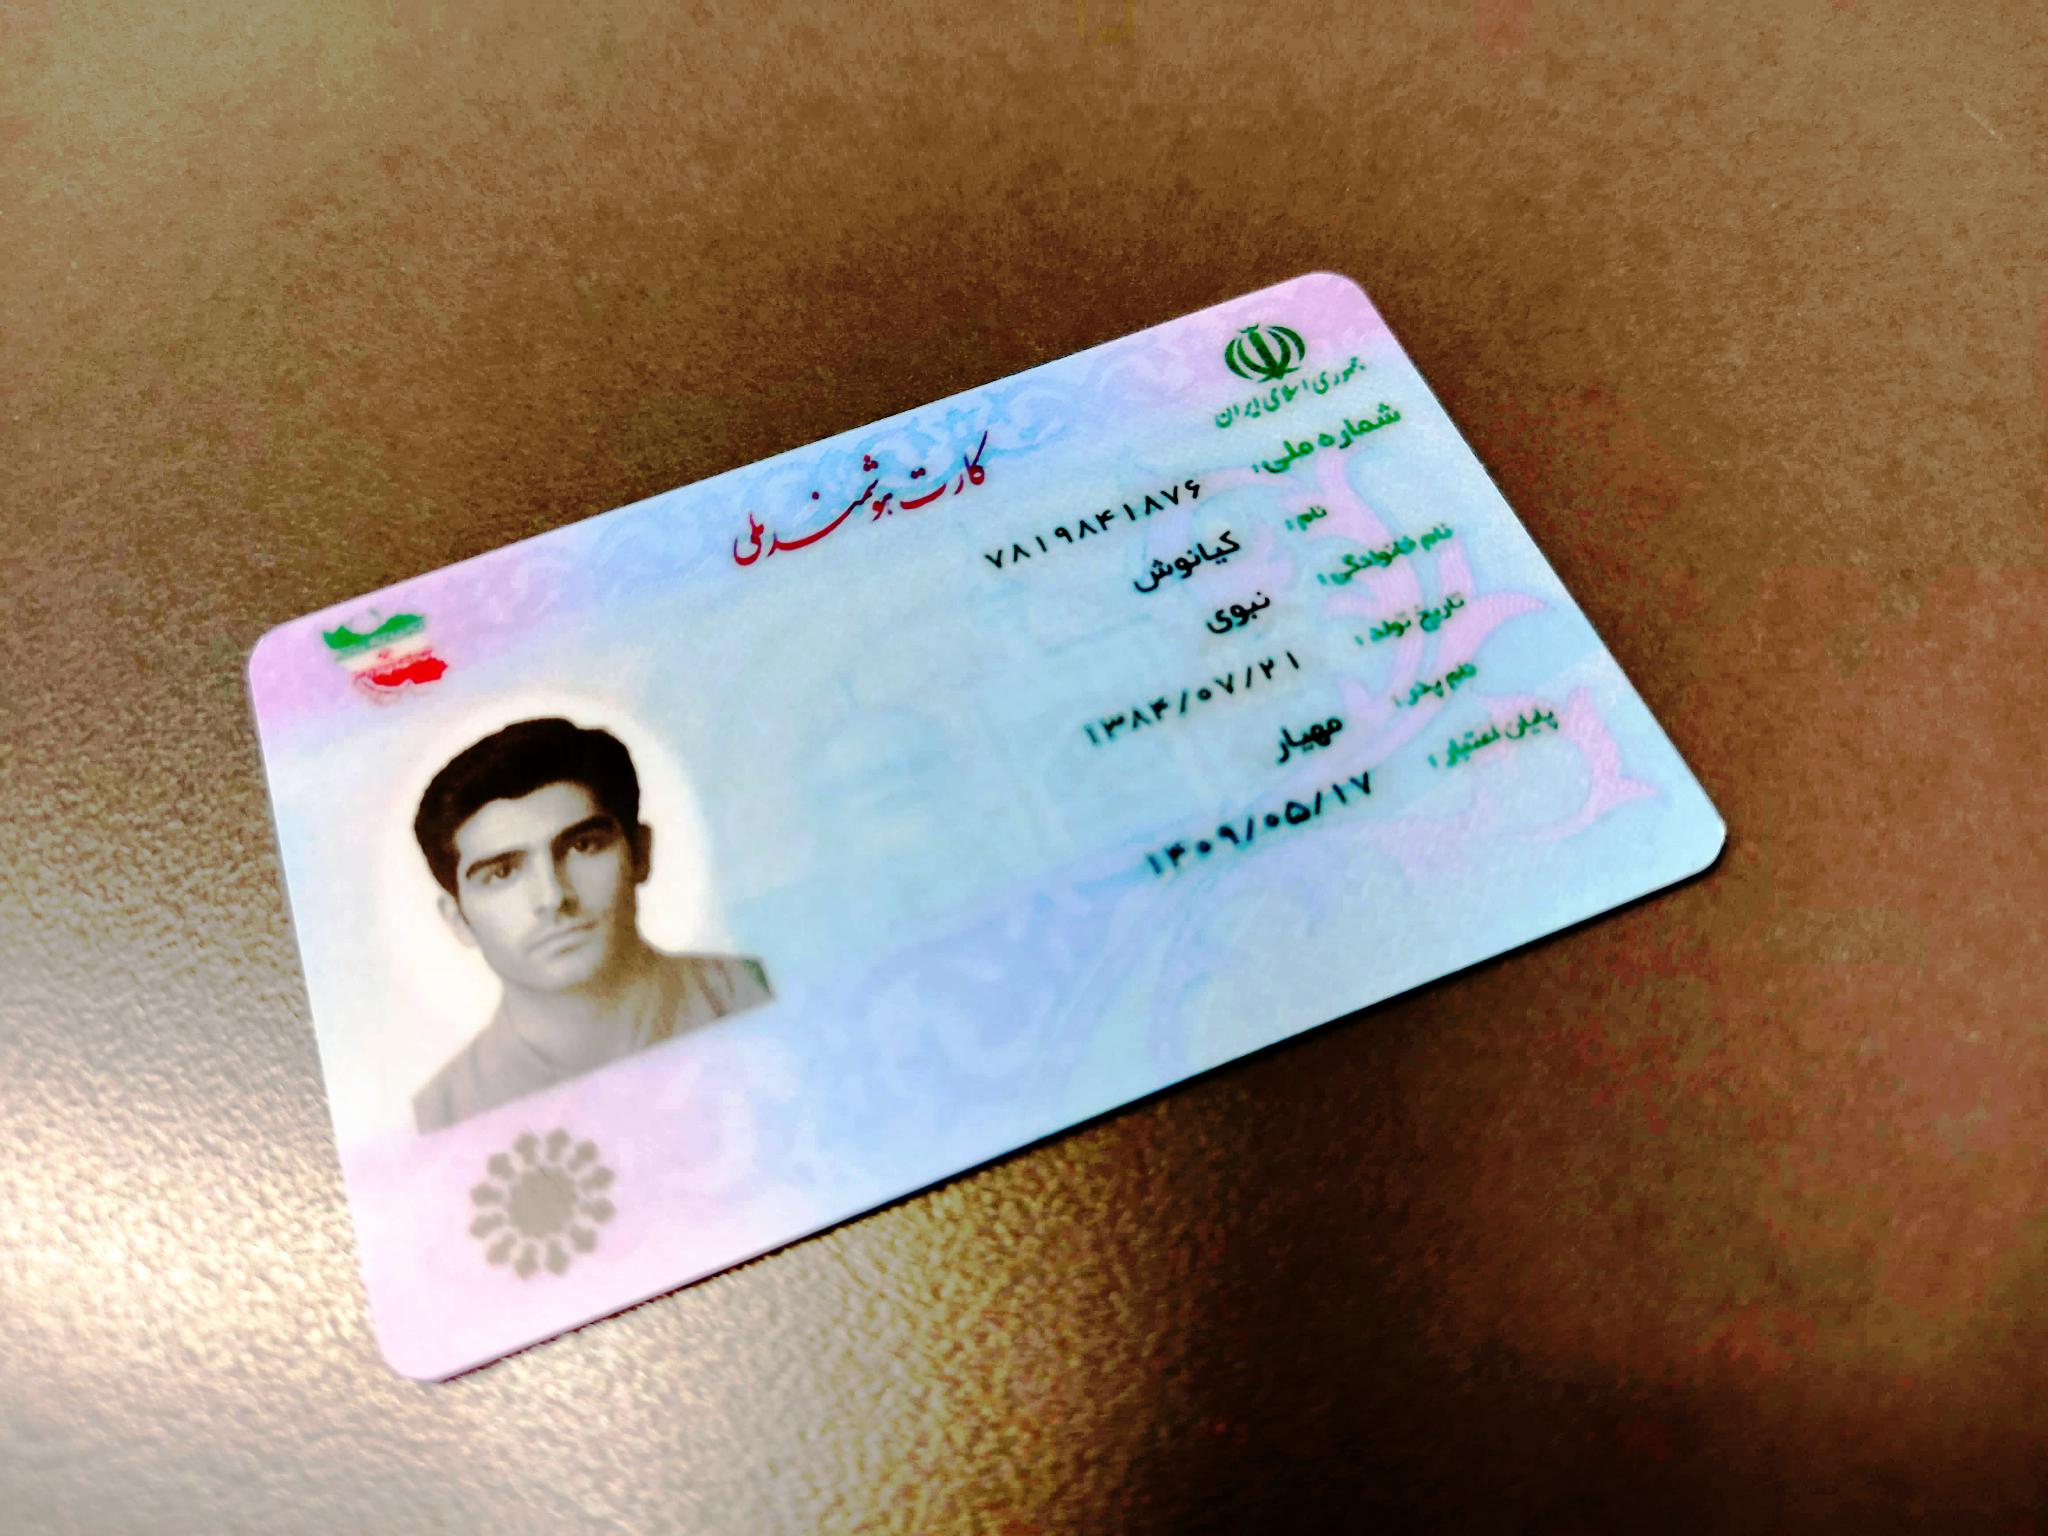 جمهوری اسلامی ایران
کارت هوشمند ملی
شماره ملی: ۷۸۱۹۸۴۱۸۷۶
نام: کیانوش
نام خانوادگی: نبوی
تاریخ تولد: ۱۳۸۴/۰۷/۲۱
نام پدر: مهیار
پایان اعتبار: ۱۴۰۹/۰۵/۱۷